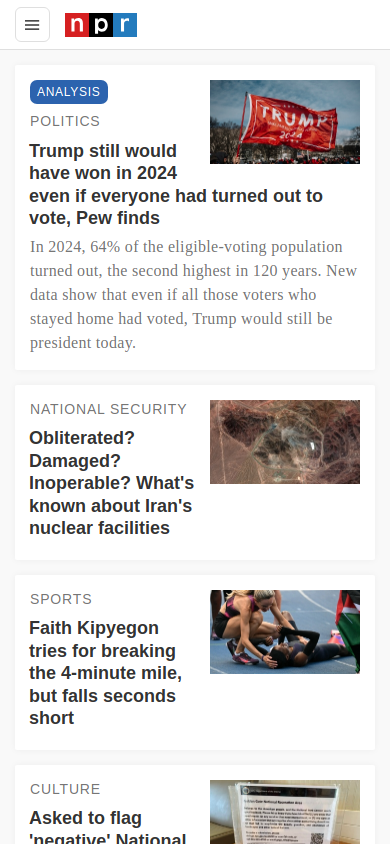 npr
ANALYSIS
POLITICS
Trump still would
have won in 2024
even if everyone had turned out to
vote, Pew finds
TRUMP
2024
In 2024, 64% of the eligible-voting population
turned out, the second highest in 120 years. New
data show that even if all those voters who
stayed home had voted, Trump would still be
president today.
NATIONAL SECURITY
Obliterated?
Damaged?
Inoperable? What's
known about Iran's
nuclear facilities
SPORTS
Faith Kipyegon
tries for breaking
the 4-minute mile,
but falls seconds
short
CULTURE
Asked to flag
'negative' National